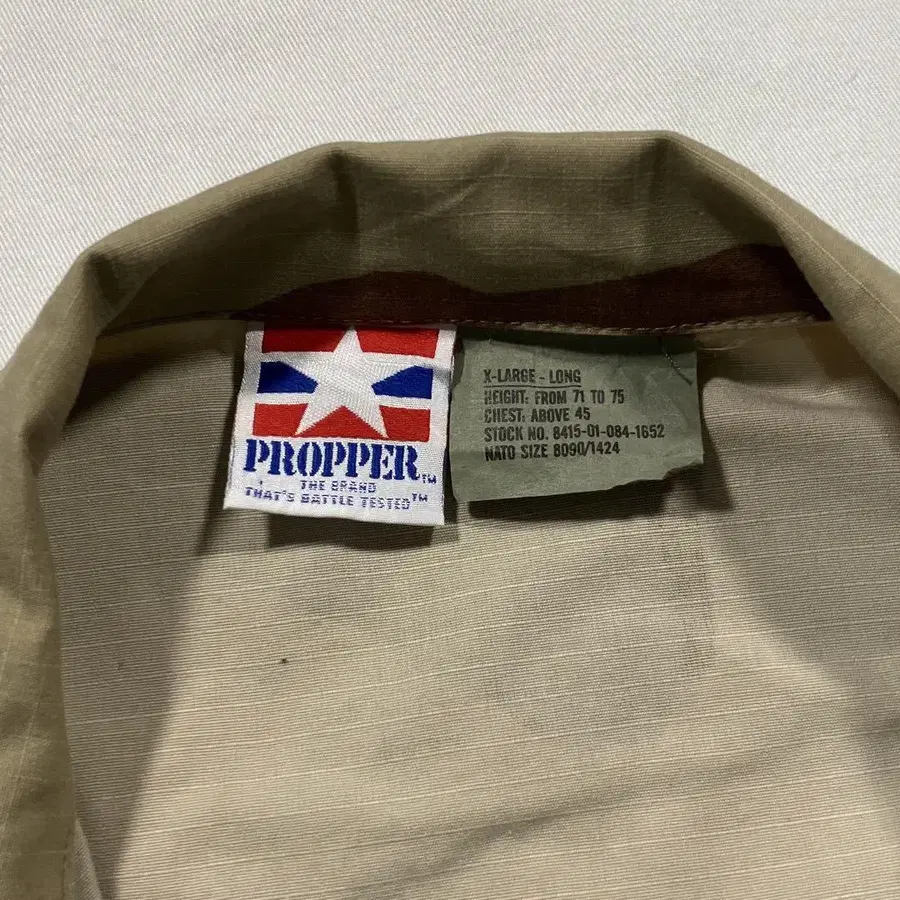 PROPPER™
THE BRAND
THAT'S BATTLE TESTED™
X-LARGE - LONG
HEIGHT: FROM 71 TO 75
CHEST: ABOVE 45
STOCK NO. 8415-01-084-1652
NATO SIZE 8090/1424